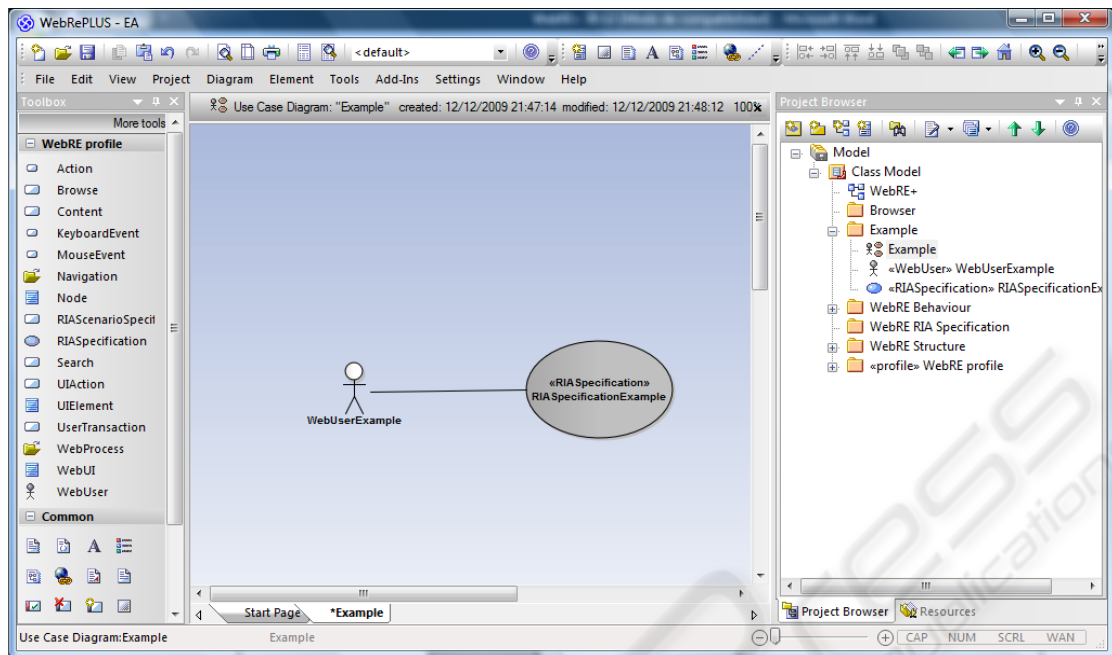 WebRePLUS - EA
<default>
File Edit View Project Diagram Element Tools Add-Ins Settings Window Help
Toolbox
More tools
WebRE profile
Action
Browse
Content
KeyboardEvent
MouseEvent
Navigation
Node
RIAScenarioSpecif
RIASpecification
Search
UIAction
UIElement
UserTransaction
WebProcess
WebUI
WebUser
Common
Use Case Diagram: "Example" created: 12/12/2009 21:47:14 modified: 12/12/2009 21:48:12 100%
WebUserExample
«RIASpecification»
RIASpecificationExample
Start Page *Example
Project Browser
Model
Class Model
WebRE+
Browser
Example
Example
«WebUser» WebUserExample
«RIASpecification» RIASpecificationEx
WebRE Behaviour
WebRE RIA Specification
WebRE Structure
«profile» WebRE profile
Project Browser Resources
Use Case Diagram:Example Example CAP NUM SCRL WAN